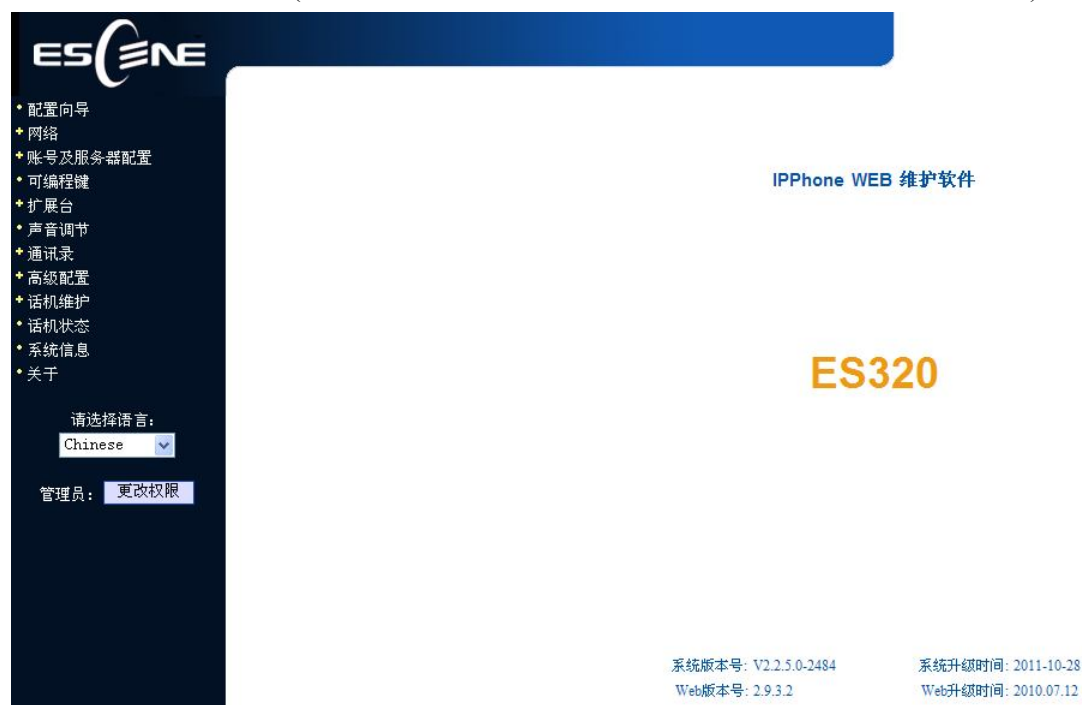 ESCENE
配置向导
网络
账号及服务器配置
可编程键
扩展台
声音调节
通讯录
高级配置
话机维护
话机状态
系统信息
关于
请选择语言:
Chinese
管理员: 更改权限
IPPhone WEB 维护软件
ES320
系统版本号: V2.2.5.0-2484 系统升级时间: 2011-10-28
Web版本号: 2.9.3.2 Web升级时间: 2010.07.12